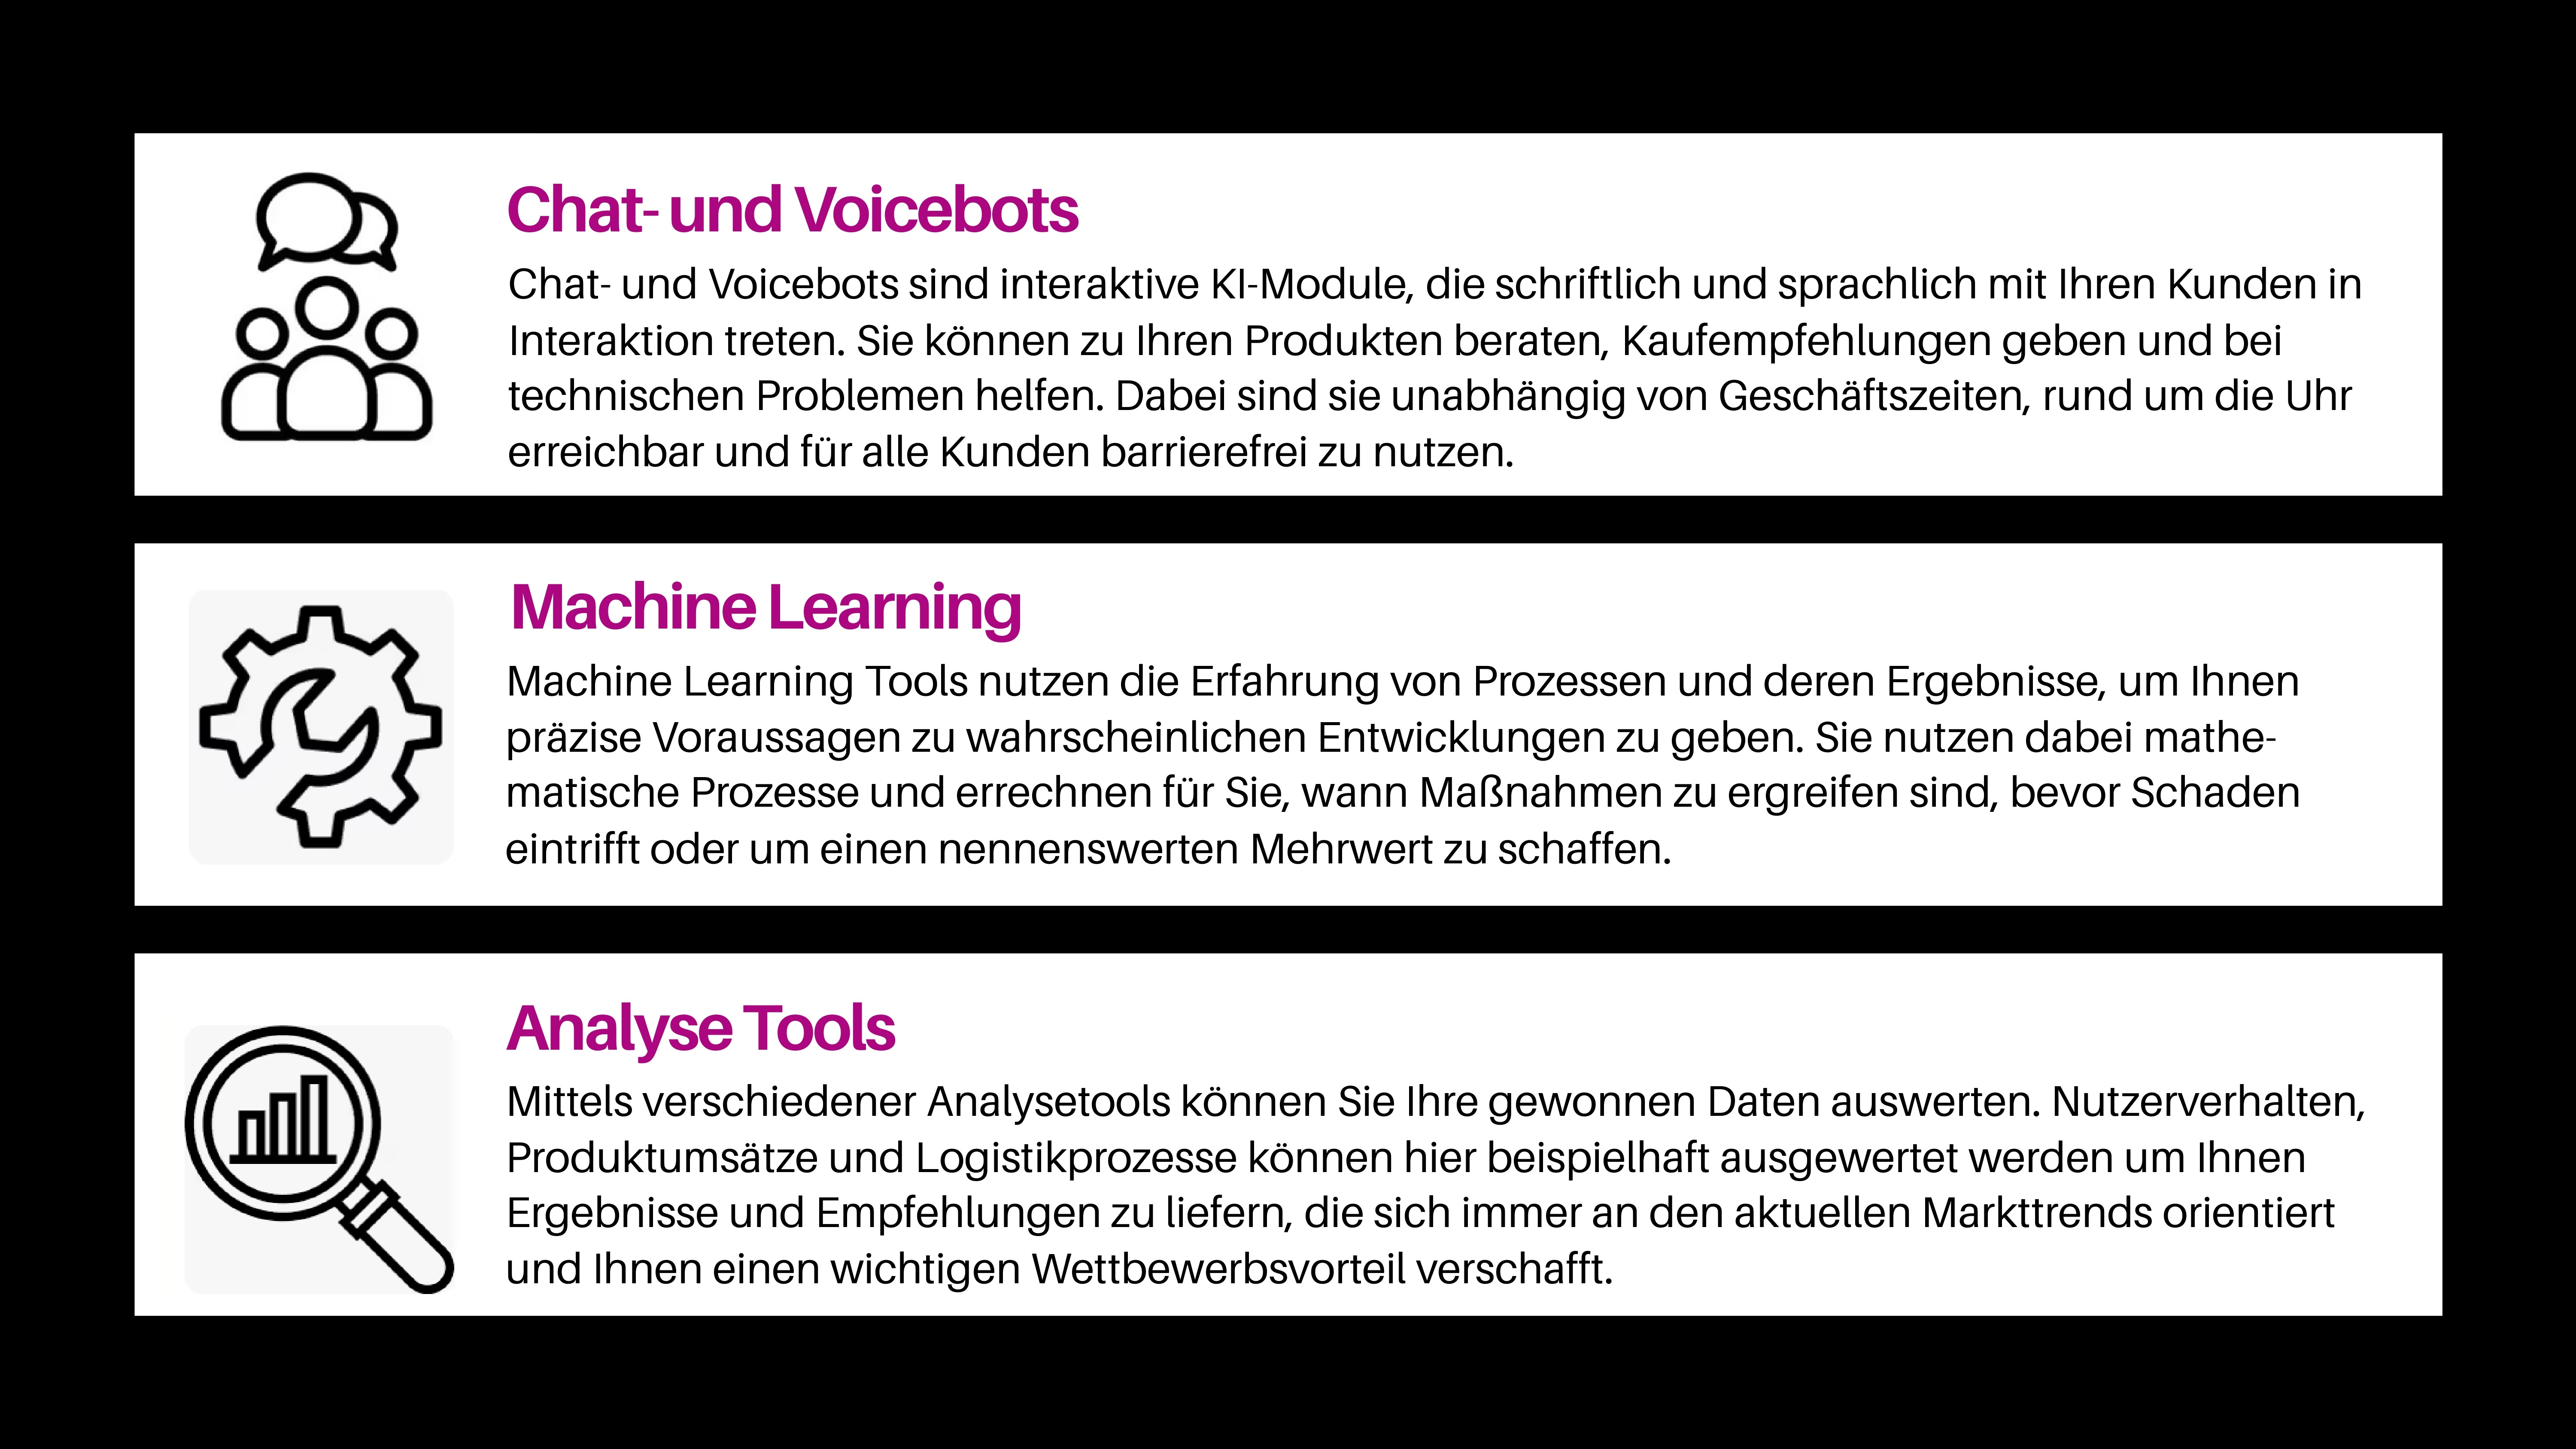 Chat- und Voicebots
Chat- und Voicebots sind interaktive KI-Module, die schriftlich und sprachlich mit Ihren Kunden in
Interaktion treten. Sie können zu Ihren Produkten beraten, Kaufempfehlungen geben und bei
technischen Problemen helfen. Dabei sind sie unabhängig von Geschäftszeiten, rund um die Uhr
erreichbar und für alle Kunden barrierefrei zu nutzen.
Machine Learning
Machine Learning Tools nutzen die Erfahrung von Prozessen und deren Ergebnisse, um Ihnen
präzise Voraussagen zu wahrscheinlichen Entwicklungen zu geben. Sie nutzen dabei mathe-
matische Prozesse und errechnen für Sie, wann Maßnahmen zu ergreifen sind, bevor Schaden
eintrifft oder um einen nennenswerten Mehrwert zu schaffen.
Analyse Tools
Mittels verschiedener Analysetools können Sie Ihre gewonnen Daten auswerten. Nutzerverhalten,
Produktumsätze und Logistikprozesse können hier beispielhaft ausgewertet werden um Ihnen
Ergebnisse und Empfehlungen zu liefern, die sich immer an den aktuellen Markttrends orientiert
und Ihnen einen wichtigen Wettbewerbsvorteil verschafft.